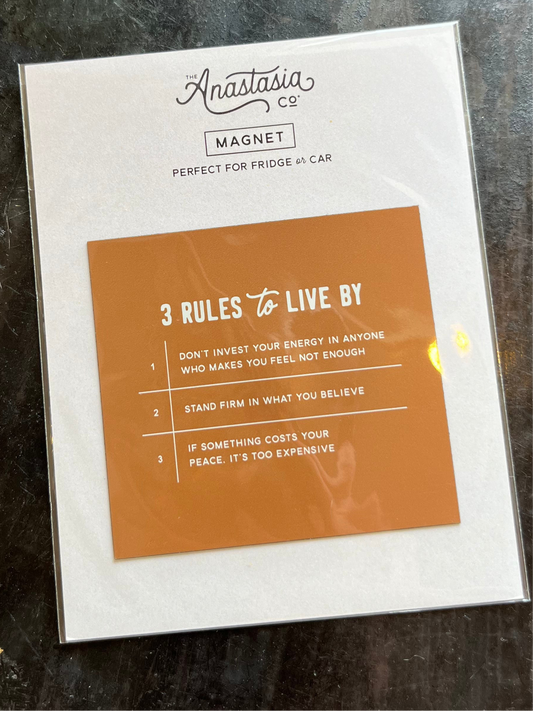 THE
Anastasia
CO
MAGNET
PERFECT FOR FRIDGE or CAR
3 RULES to LIVE BY
1 DON'T INVEST YOUR ENERGY IN ANYONE
WHO MAKES YOU FEEL NOT ENOUGH
2 STAND FIRM IN WHAT YOU BELIEVE
3 IF SOMETHING COSTS YOUR
PEACE, IT'S TOO EXPENSIVE